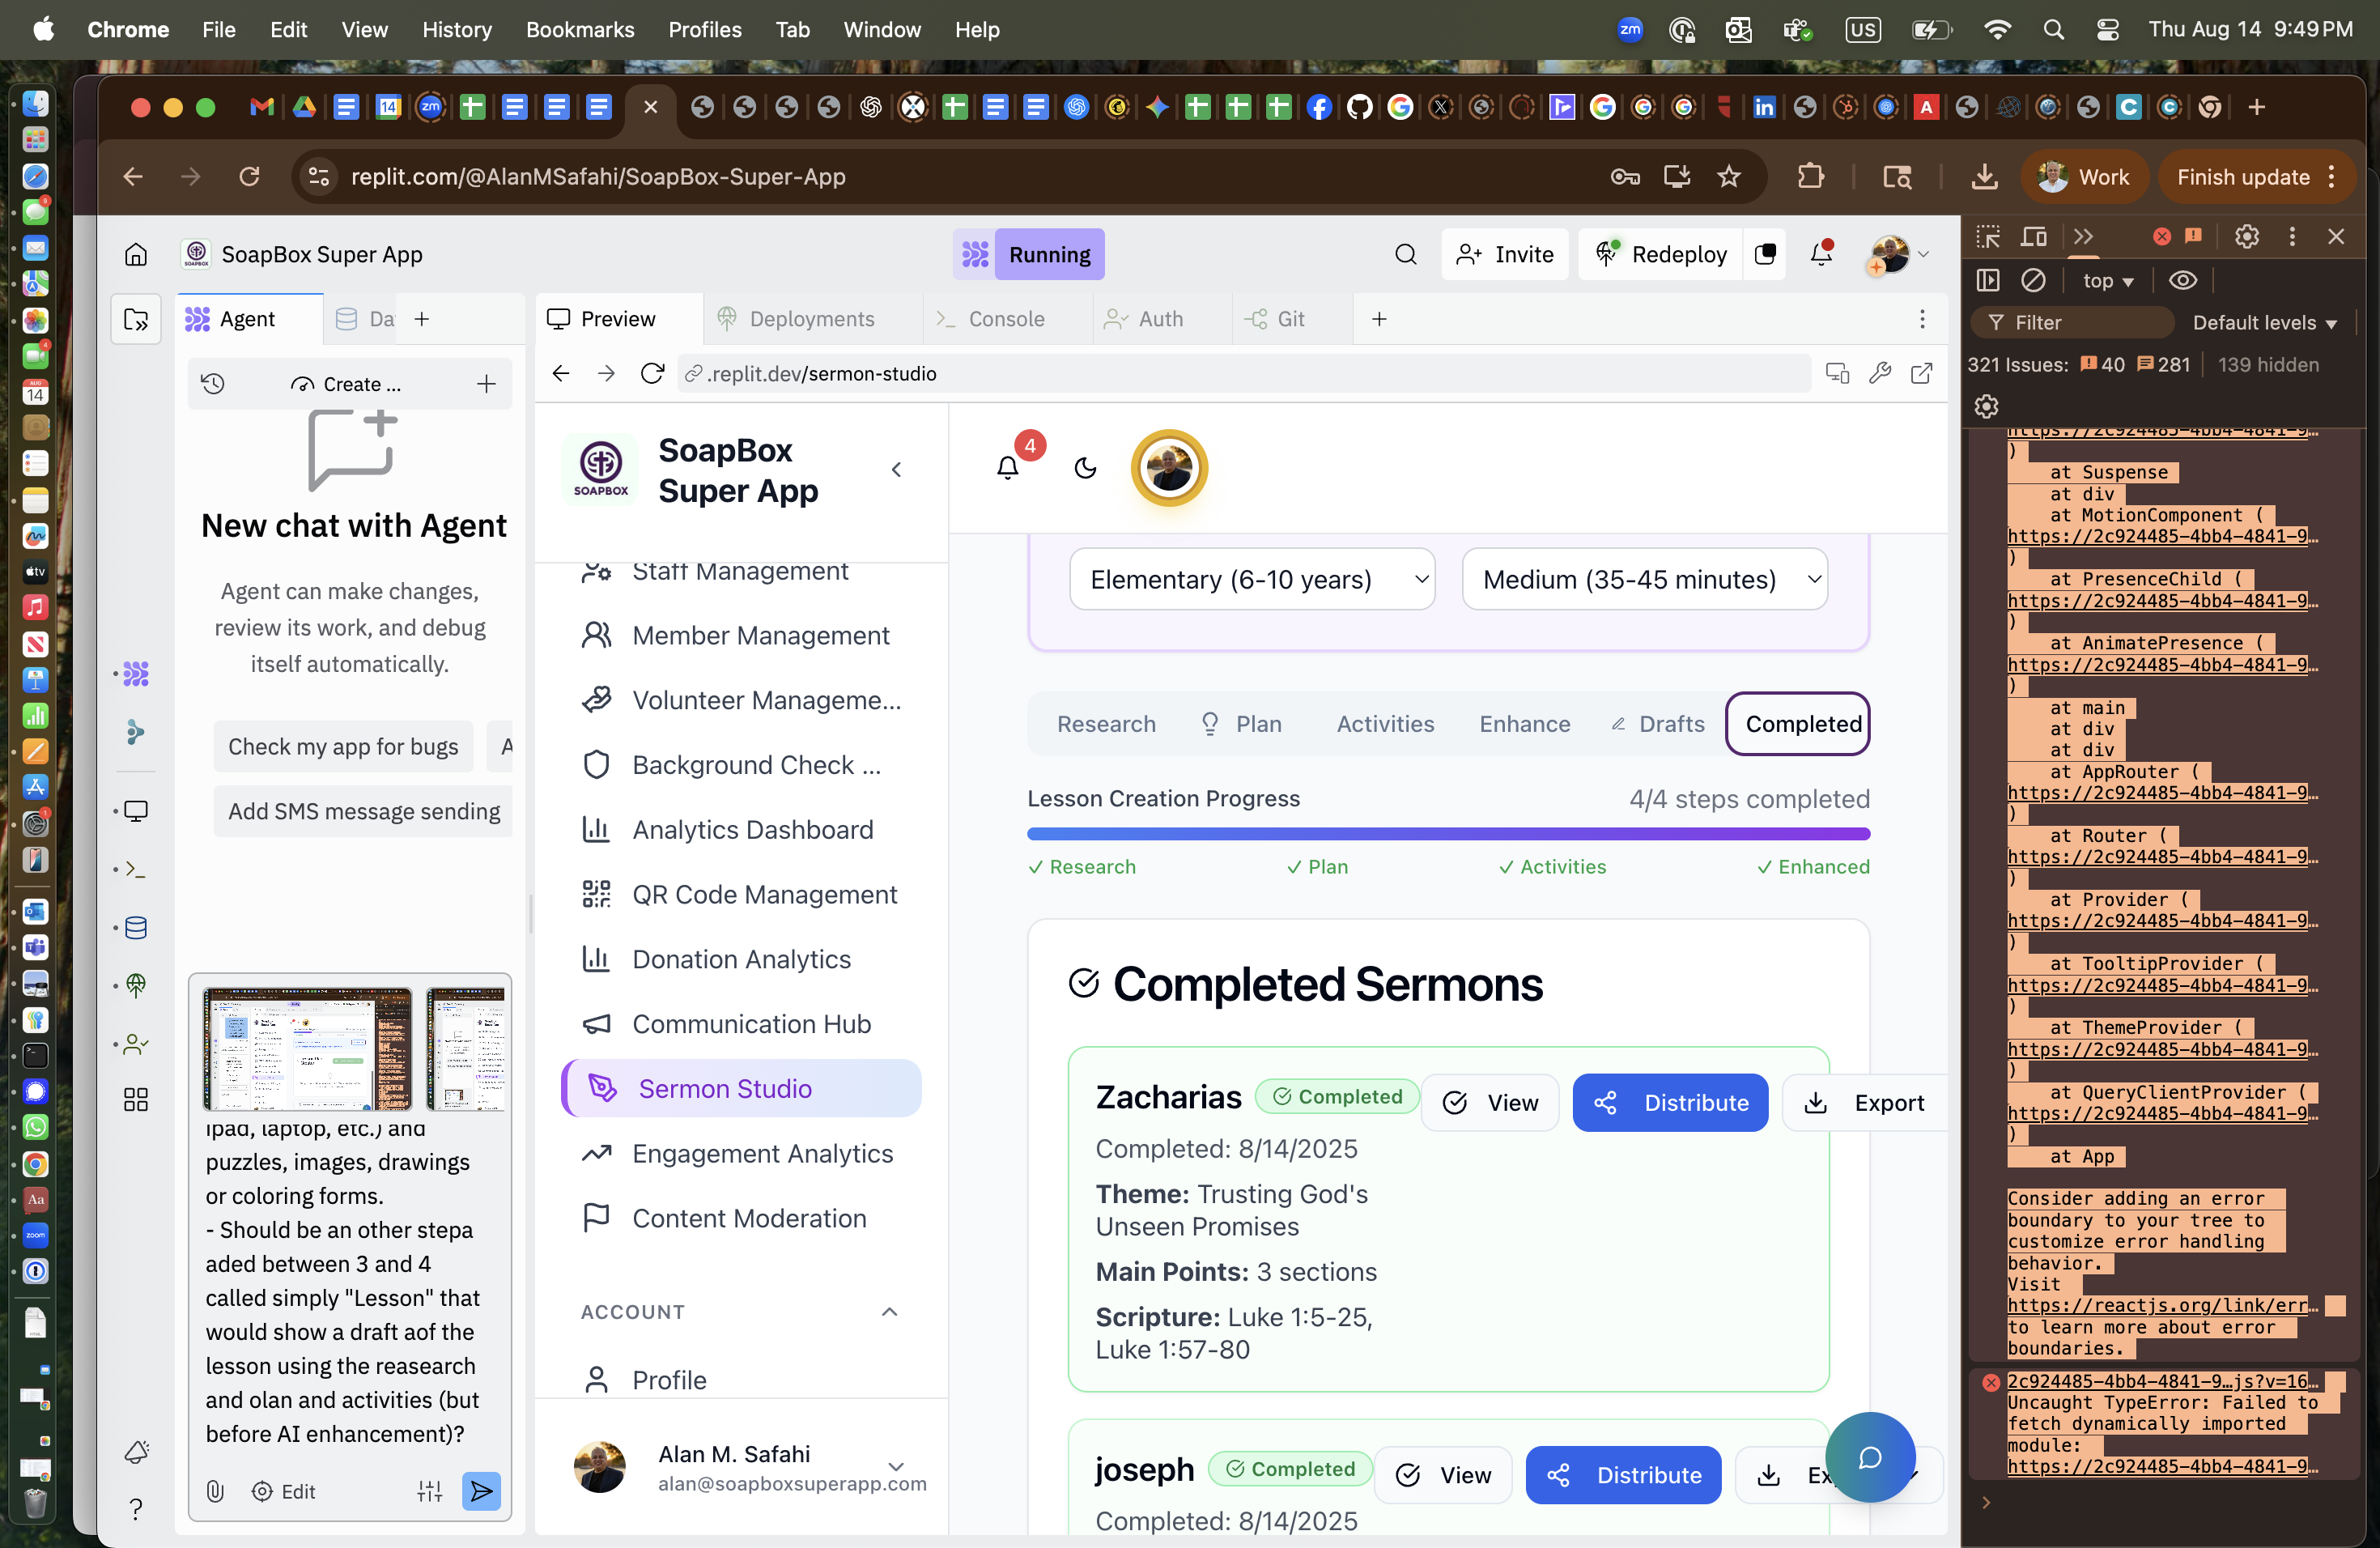 Chrome File Edit View History Bookmarks Profiles Tab Window Help
zm US Thu Aug 14 9:49 PM
replit.com/@AlanMSafahi/SoapBox-Super-App
Work Finish update
SoapBox Super App
Running
Invite Redeploy
Agent Da
Preview Deployments Console Auth Git
Create ...
.replit.dev/sermon-studio
New chat with Agent
Agent can make changes,
review its work, and debug
itself automatically.
Check my app for bugs A
Add SMS message sending
ipad, laptop, etc.) and
puzzles, images, drawings
or coloring forms.
- Should be an other stepa
aded between 3 and 4
called simply "Lesson" that
would show a draft aof the
lesson using the reasearch
and olan and activities (but
before AI enhancement)?
Edit
SOAPBOX
SoapBox
Super App
Staff Management
Member Management
Volunteer Manageme...
Background Check ...
Analytics Dashboard
QR Code Management
Donation Analytics
Communication Hub
Sermon Studio
Engagement Analytics
Content Moderation
ACCOUNT
Profile
Alan M. Safahi
alan@soapboxsuperapp.com
4
Elementary (6-10 years) Medium (35-45 minutes)
Research Plan Activities Enhance Drafts Completed
Lesson Creation Progress 4/4 steps completed
Research Plan Activities Enhanced
Completed Sermons
Zacharias Completed View Distribute Export
Completed: 8/14/2025
Theme: Trusting God's
Unseen Promises
Main Points: 3 sections
Scripture: Luke 1:5-25,
Luke 1:57-80
joseph Completed View Distribute Ex
Completed: 8/14/2025
top
Filter Default levels
321 Issues: 40 281 139 hidden
https://2c924485-4bb4-4841-9…
)
at Suspense
at div
at MotionComponent (
https://2c924485-4bb4-4841-9…
)
at PresenceChild (
https://2c924485-4bb4-4841-9…
)
at AnimatePresence (
https://2c924485-4bb4-4841-9…
)
at main
at div
at div
at AppRouter (
https://2c924485-4bb4-4841-9…
)
at Router (
https://2c924485-4bb4-4841-9…
)
at Provider (
https://2c924485-4bb4-4841-9…
)
at TooltipProvider (
https://2c924485-4bb4-4841-9…
)
at ThemeProvider (
https://2c924485-4bb4-4841-9…
)
at QueryClientProvider (
https://2c924485-4bb4-4841-9…
)
at App
Consider adding an error
boundary to your tree to
customize error handling
behavior.
Visit
https://reactjs.org/link/err…
to learn more about error
boundaries.
2c924485-4bb4-4841-9…js?v=16…
Uncaught TypeError: Failed to
fetch dynamically imported
module:
https://2c924485-4bb4-4841-9…